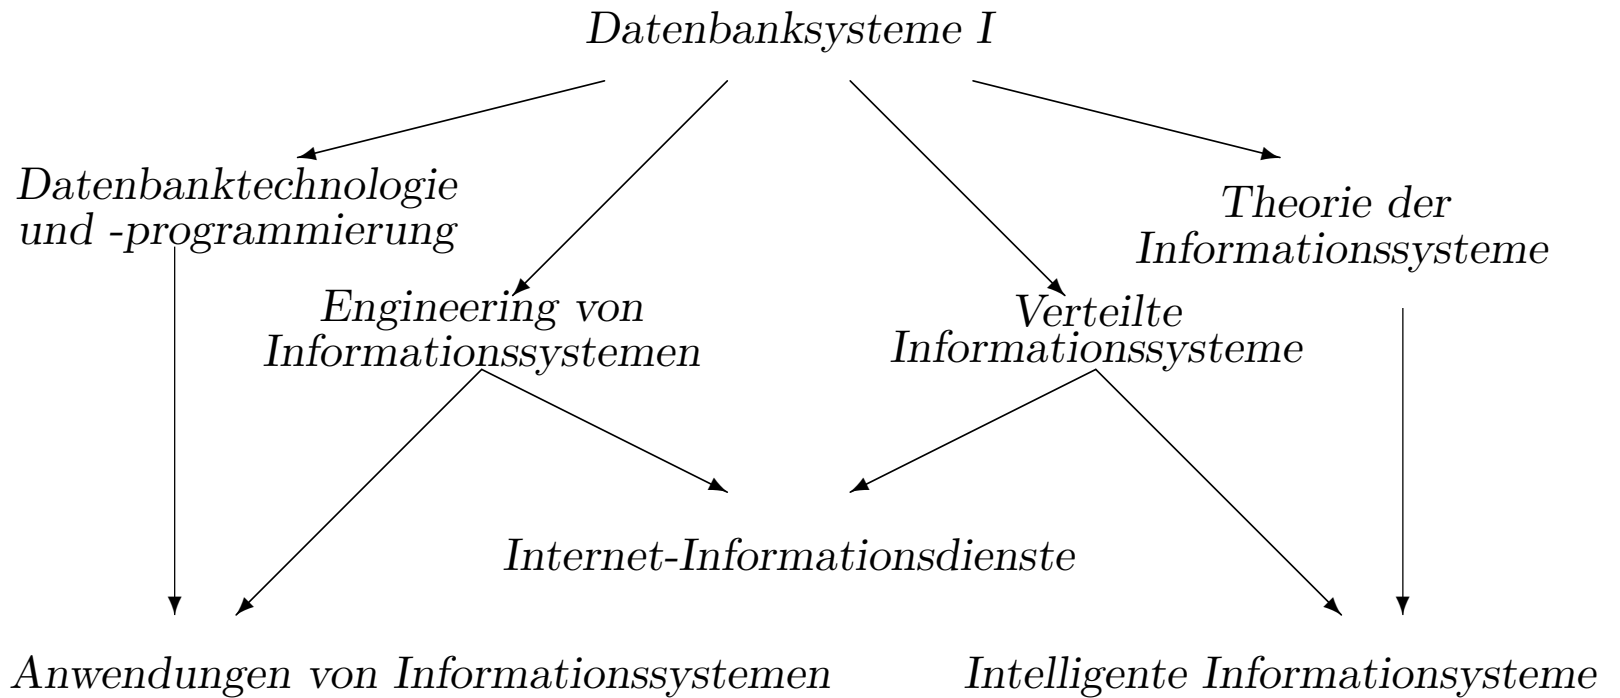 Datenbanksysteme I
Datenbanktechnologie
und -programmierung
Theorie der
Informationssysteme
Engineering von
Informationssystemen
Verteilte
Informationssysteme
Internet-Informationsdienste
Anwendungen von Informationssystemen
Intelligente Informationsysteme